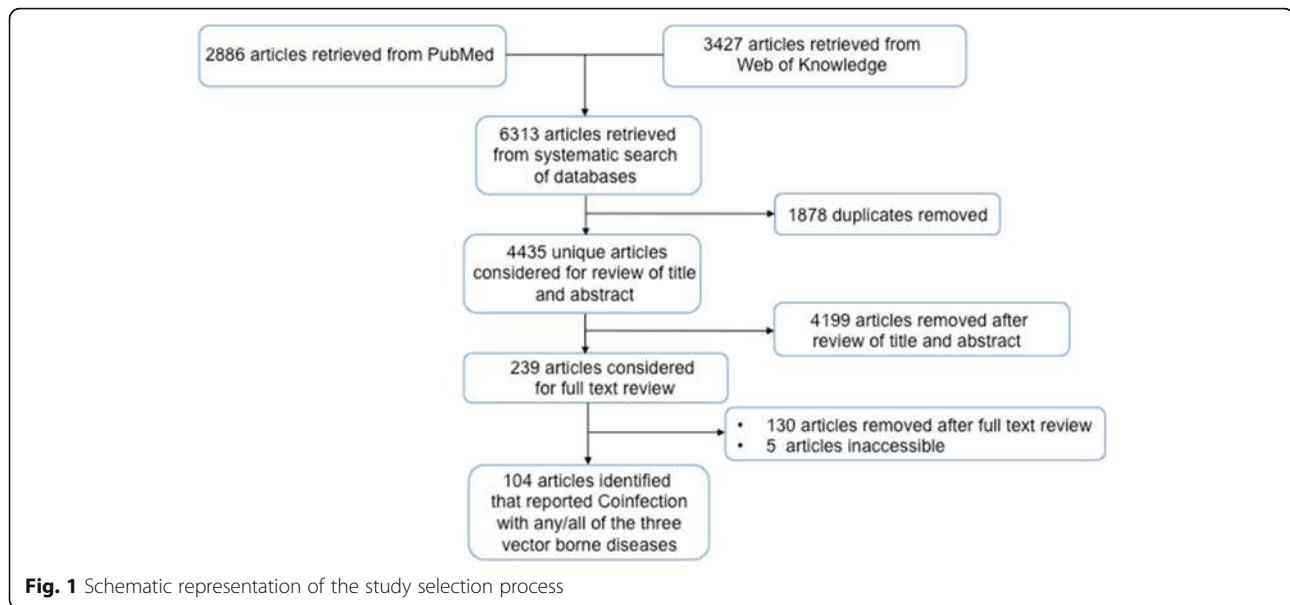 2886 articles retrieved from PubMed
3427 articles retrieved from
Web of Knowledge
6313 articles retrieved
from systematic search
of databases
1878 duplicates removed
4435 unique articles
considered for review of title
and abstract
4199 articles removed after
review of title and abstract
239 articles considered
for full text review
• 130 articles removed after full text review
• 5 articles inaccessible
104 articles identified
that reported Coinfection
with any/all of the three
vector borne diseases
Fig. 1 Schematic representation of the study selection process